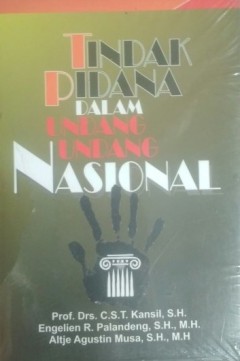 TINDAK
PIDANA
DALAM
UNDANG
UNDANG
NASIONAL
Prof. Drs. C.S.T. Kansil, S.H.
Engelien R. Palandeng, S.H., M.H.
Altje Agustin Musa, S.H., M.H